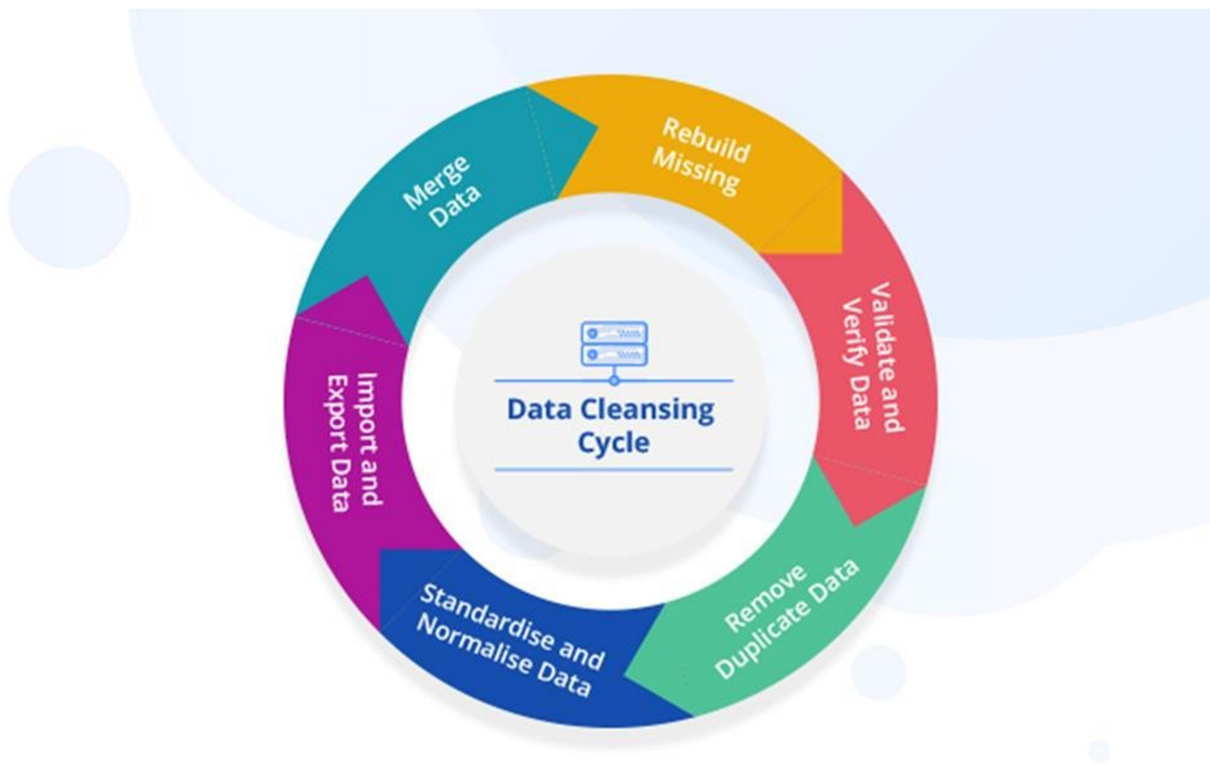 Rebuild
Missing
Validate and
Verify Data
Remove
Duplicate Data
Standardise and
Normalise Data
Import and
Export Data
Merge
Data
Data Cleansing
Cycle